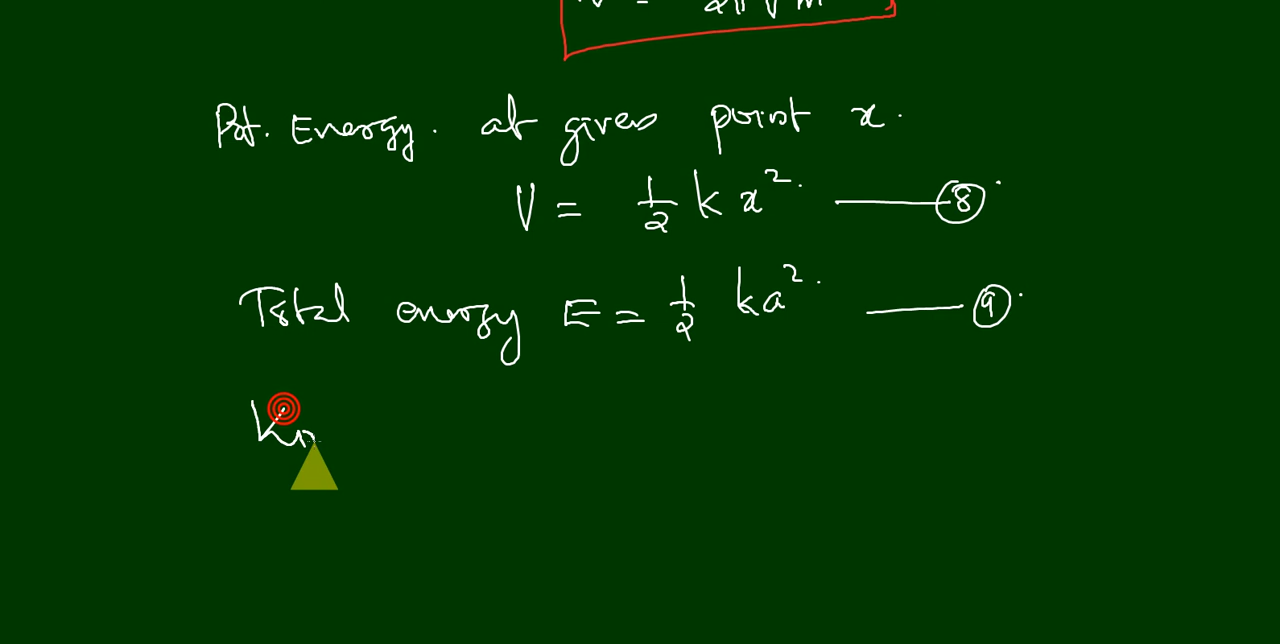 Pot. Energy. at given point x.
V = 1/2 k x² . ——— ⑧
Total energy E = 1/2 ka² . ——— ⑨